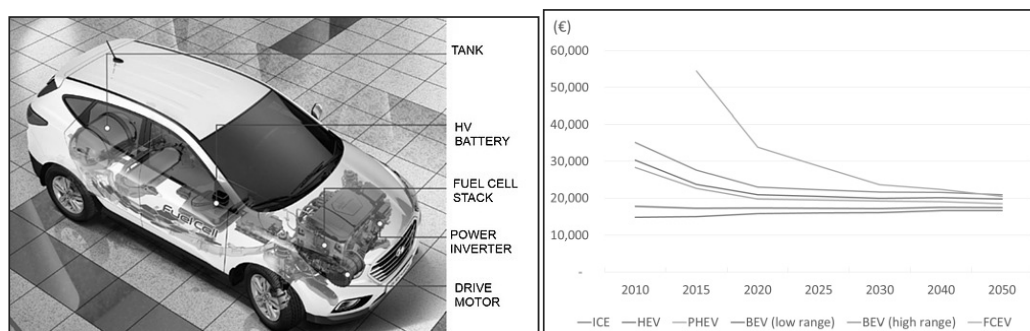 TANK
HV
BATTERY
FUEL CELL
STACK
POWER
INVERTER
DRIVE
MOTOR
Fuel Cell
(€)
60,000
50,000
40,000
30,000
20,000
10,000
-
2010 2015 2020 2025 2030 2040 2050
ICE HEV PHEV BEV (low range) BEV (high range) FCEV